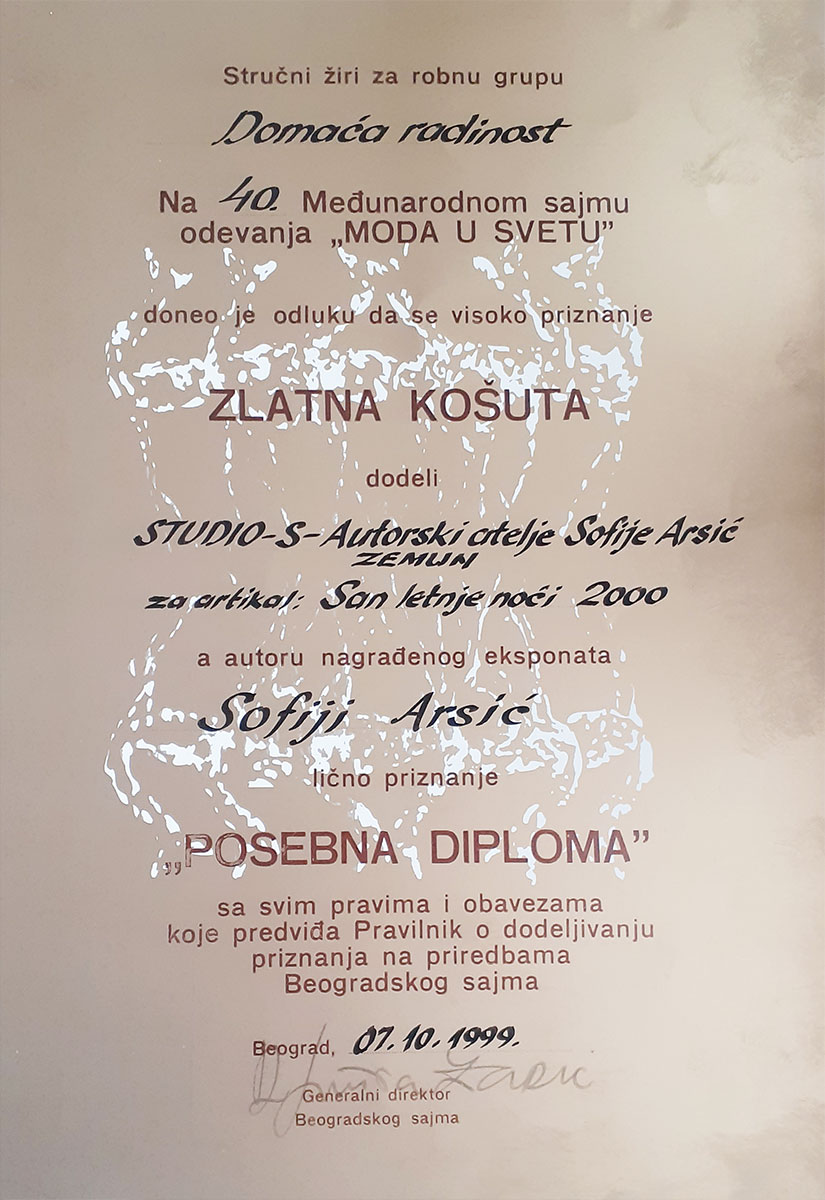 Stručni žiri za robnu grupu
Domaća radinost
Na 40. Međunarodnom sajmu
odevanja „MODA U SVETU”
doneo je odluku da se visoko priznanje
ZLATNA KOŠUTA
dodeli
STUDIO-S-Autorski atelje Sofije Arsić
ZEMUN
za artikal: San letnje noći 2000
a autoru nagrađenog eksponata
Sofiji Arsić
lično priznanje
„POSEBNA DIPLOMA”
sa svim pravima i obavezama
koje predviđa Pravilnik o dodeljivanju
priznanja na priredbama
Beogradskog sajma
Beograd, 07.10.1999.
Generalni direktor
Beogradskog sajma